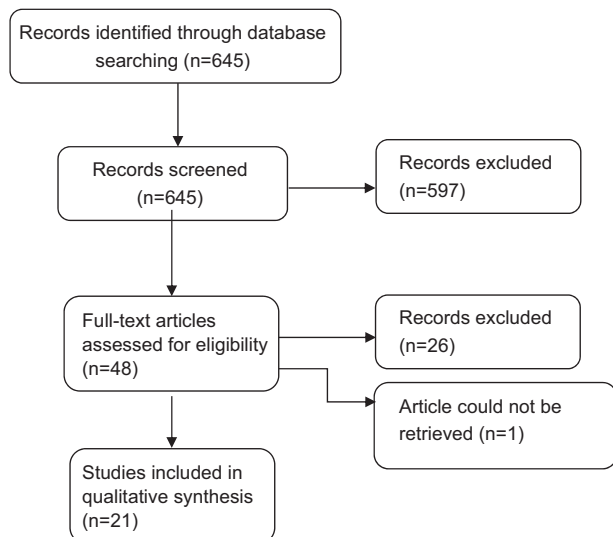 Records identified through database
searching (n=645)
Records screened
(n=645)
Records excluded
(n=597)
Full-text articles
assessed for eligibility
(n=48)
Records excluded
(n=26)
Article could not be
retrieved (n=1)
Studies included in
qualitative synthesis
(n=21)